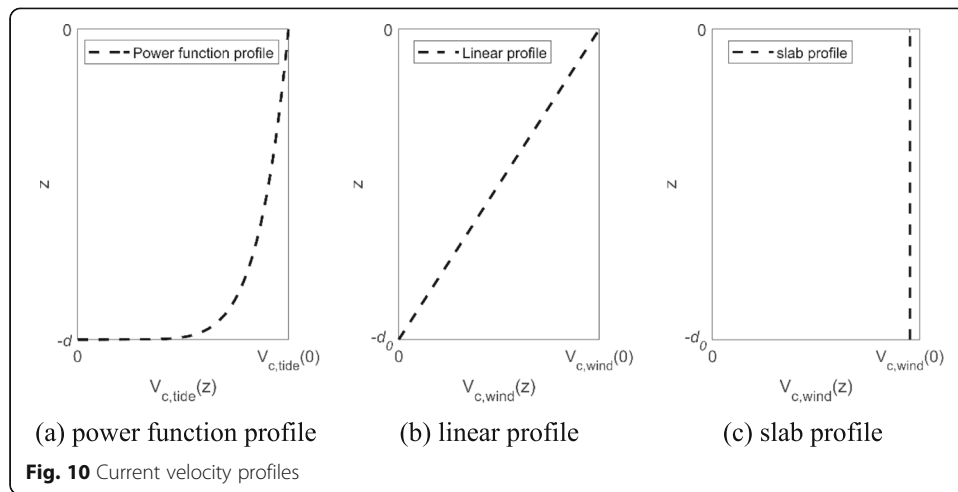 0
Power function profile
z
-d
0
V_c,tide(0)
V_c,tide(z)
(a) power function profile
0
Linear profile
z
-d_0
0
V_c,wind(0)
V_c,wind(z)
(b) linear profile
0
slab profile
z
-d_0
0
V_c,wind(0)
V_c,wind(z)
(c) slab profile
Fig. 10 Current velocity profiles